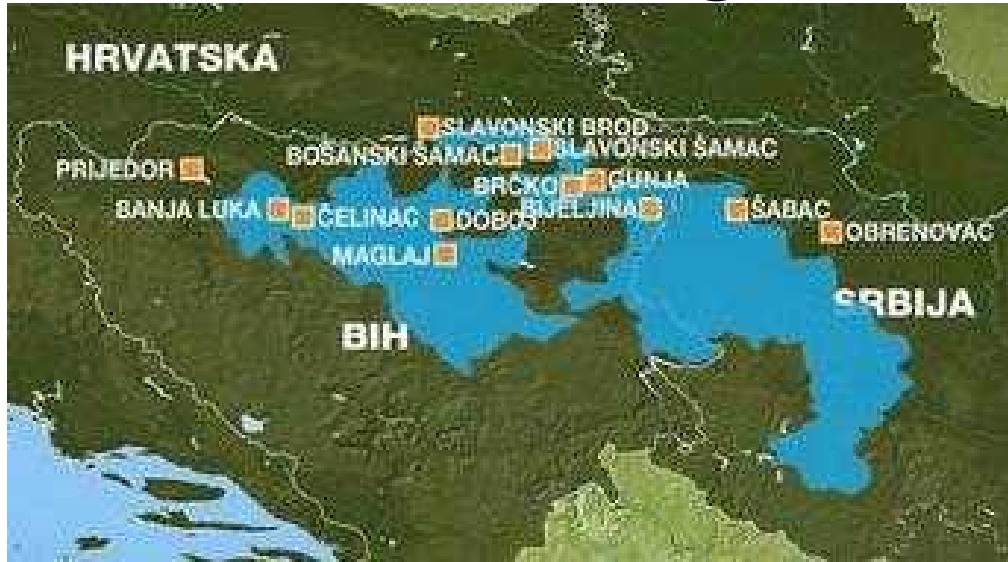 HRVATSKA
SLAVONSKI BROD
BOSANSKI ŠAMAC
SLAVONSKI ŠAMAC
PRIJEDOR
BRČKO
GUNJA
BANJA LUKA
ČELINAC
DOBOJ
BIJELJINA
ŠABAC
OBRENOVAC
MAGLAJ
SRBIJA
BIH